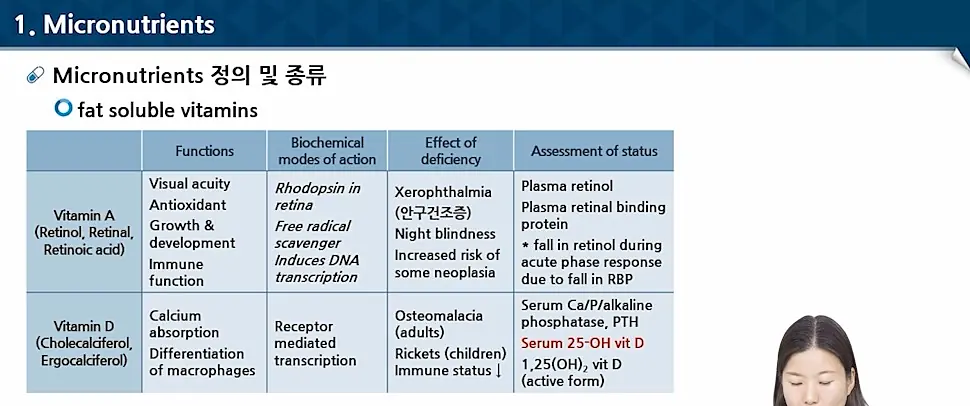 1. Micronutrients
Micronutrients 정의 및 종류
fat soluble vitamins
Functions
Biochemical
modes of action
Effect of
deficiency
Assessment of status
Vitamin A
(Retinol, Retinal,
Retinoic acid)
Visual acuity
Antioxidant
Growth &
development
Immune
function
Rhodopsin in
retina
Free radical
scavenger
Induces DNA
transcription
Xerophthalmia
(안구건조증)
Night blindness
Increased risk of
some neoplasia
Plasma retinol
Plasma retinal binding
protein
* fall in retinol during
acute phase response
due to fall in RBP
Vitamin D
(Cholecalciferol,
Ergocalciferol)
Calcium
absorption
Differentiation
of macrophages
Receptor
mediated
transcription
Osteomalacia
(adults)
Rickets (children)
Immune status ↓
Serum Ca/P/alkaline
phosphatase, PTH
Serum 25-OH vit D
1,25(OH)₂ vit D
(active form)